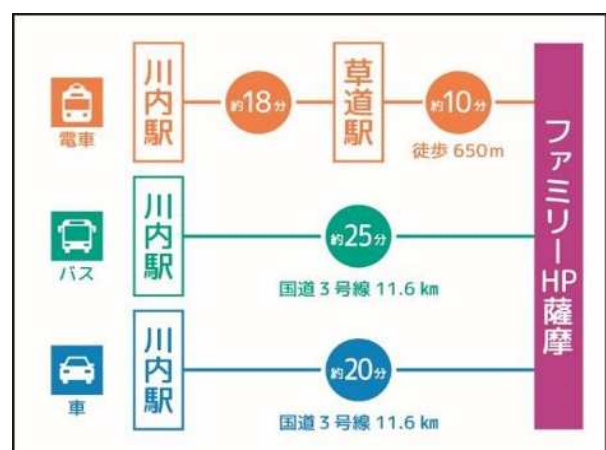 電車
川内駅
約18分
草道駅
約10分
徒歩 650m
バス
川内駅
約25分
国道3号線 11.6 km
車
川内駅
約20分
国道3号線 11.6 km
ファミリーHP薩摩